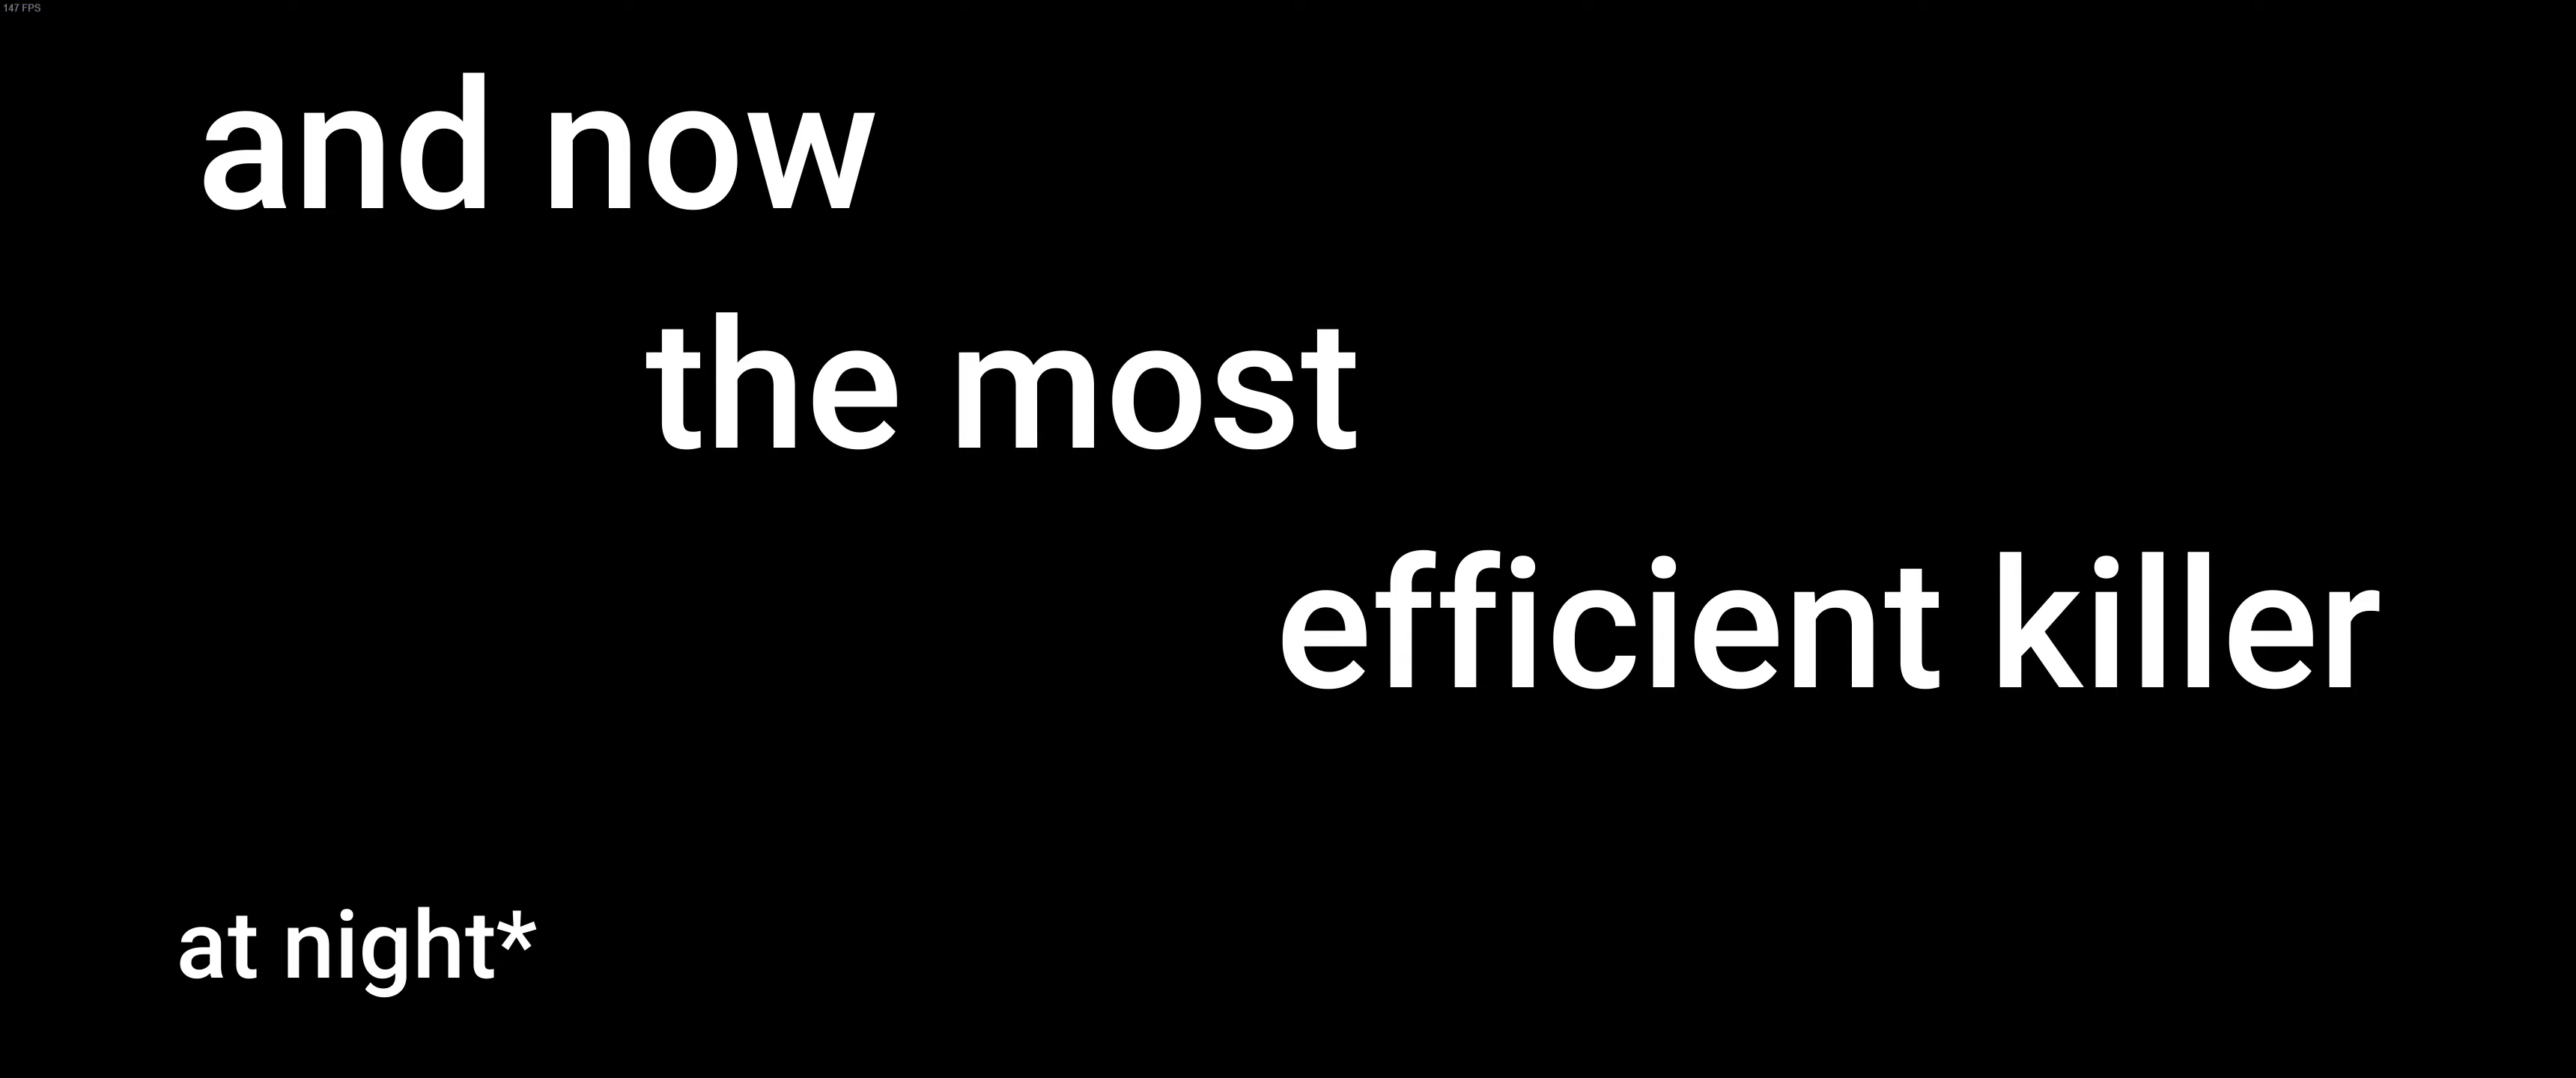 147 FPS
and now
the most
efficient killer
at night*